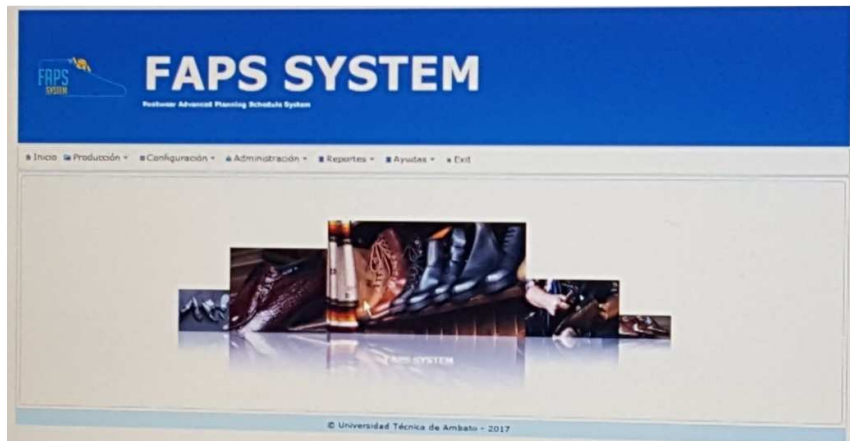 FAPS
SYSTEM
FAPS SYSTEM
Footwear Advanced Planning Schedule System
Inicio Producción Configuración Administración Reportes Ayudas Exit
FAPS SYSTEM
© Universidad Técnica de Ambato - 2017